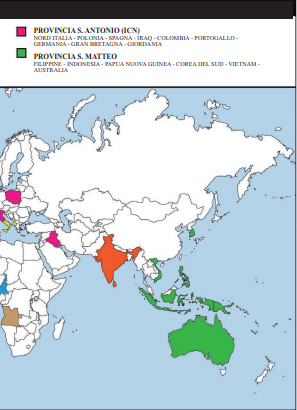 PROVINCIA S. ANTONIO (ICN)
NORD ITALIA - POLONIA - SPAGNA - IRAQ - COLOMBIA - PORTOGALLO -
GERMANIA - GRAN BRETAGNA - GIORDANIA
PROVINCIA S. MATTEO
FILIPPINE - INDONESIA - PAPUA NUOVA GUINEA - COREA DEL SUD - VIETNAM -
AUSTRALIA